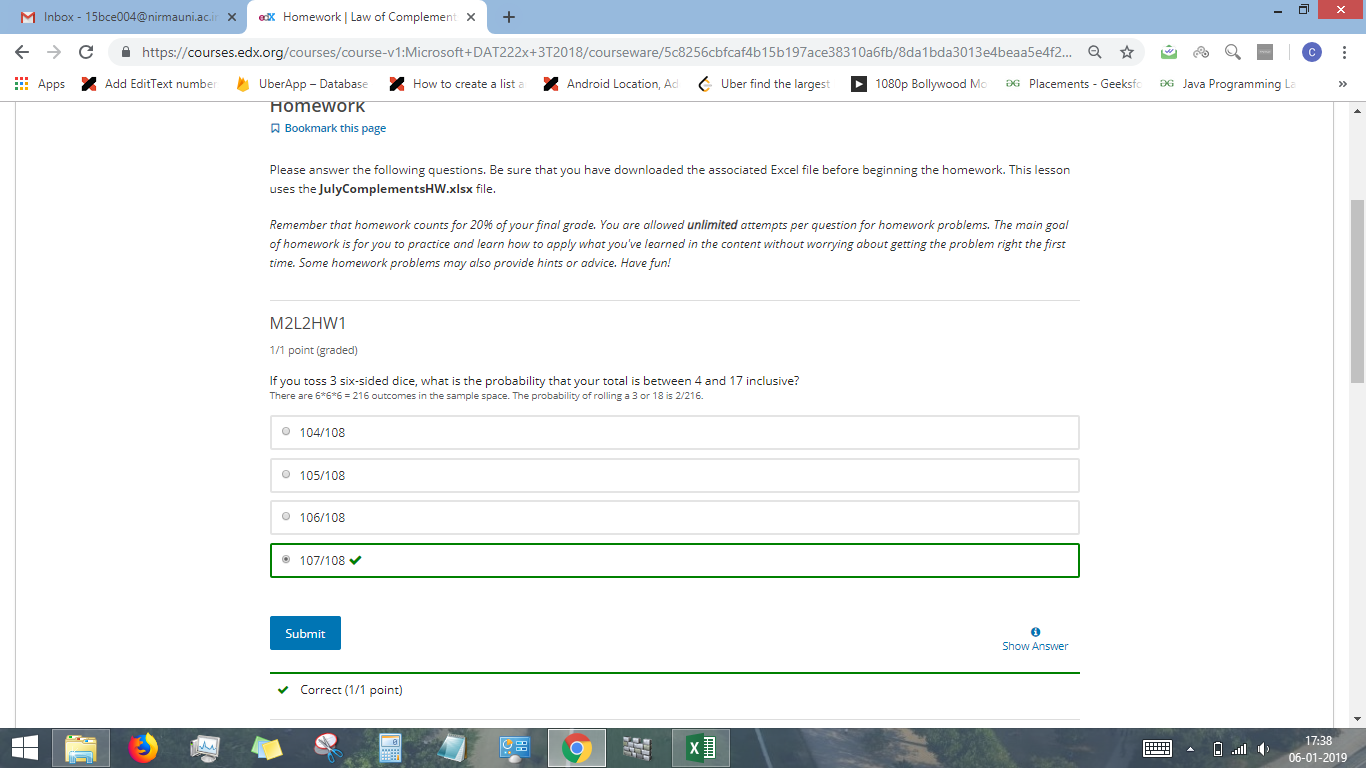 Inbox - 15bce004@nirmauni.ac.i
edX Homework | Law of Complement
https://courses.edx.org/courses/course-v1:Microsoft+DAT222x+3T2018/courseware/5c8256cbfcaf4b15b197ace38310a6fb/8da1bda3013e4beaa5e4f2...
C
Apps
Add EditText number
UberApp – Database
How to create a list a
Android Location, Ad
Uber find the largest
1080p Bollywood Mo
Placements - Geeksfo
Java Programming La
»
Homework
Bookmark this page
Please answer the following questions. Be sure that you have downloaded the associated Excel file before beginning the homework. This lesson
uses the JulyComplementsHW.xlsx file.
Remember that homework counts for 20% of your final grade. You are allowed unlimited attempts per question for homework problems. The main goal
of homework is for you to practice and learn how to apply what you've learned in the content without worrying about getting the problem right the first
time. Some homework problems may also provide hints or advice. Have fun!
M2L2HW1
1/1 point (graded)
If you toss 3 six-sided dice, what is the probability that your total is between 4 and 17 inclusive?
There are 6*6*6 = 216 outcomes in the sample space. The probability of rolling a 3 or 18 is 2/216.
104/108
105/108
106/108
107/108
Submit
Show Answer
Correct (1/1 point)
17:38
06-01-2019